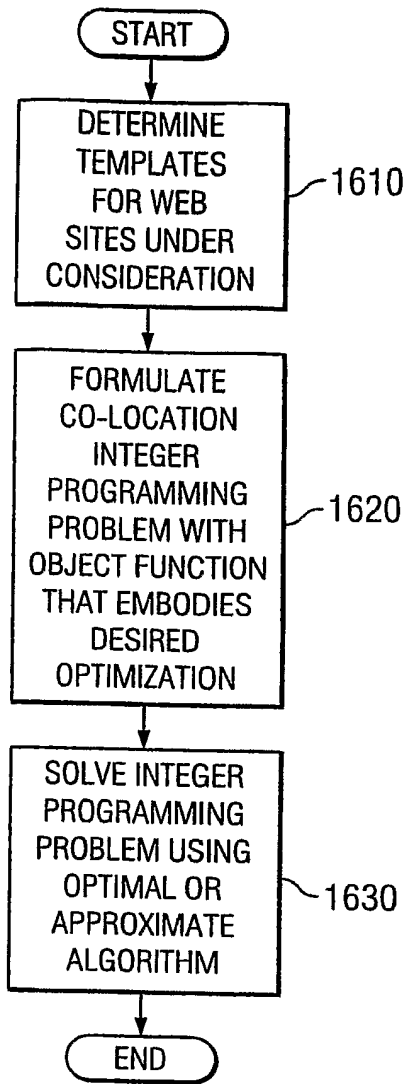 START
DETERMINE
TEMPLATES
FOR WEB
SITES UNDER
CONSIDERATION
1610
FORMULATE
CO-LOCATION
INTEGER
PROGRAMMING
PROBLEM WITH
OBJECT FUNCTION
THAT EMBODIES
DESIRED
OPTIMIZATION
1620
SOLVE INTEGER
PROGRAMMING
PROBLEM USING
OPTIMAL OR
APPROXIMATE
ALGORITHM
1630
END